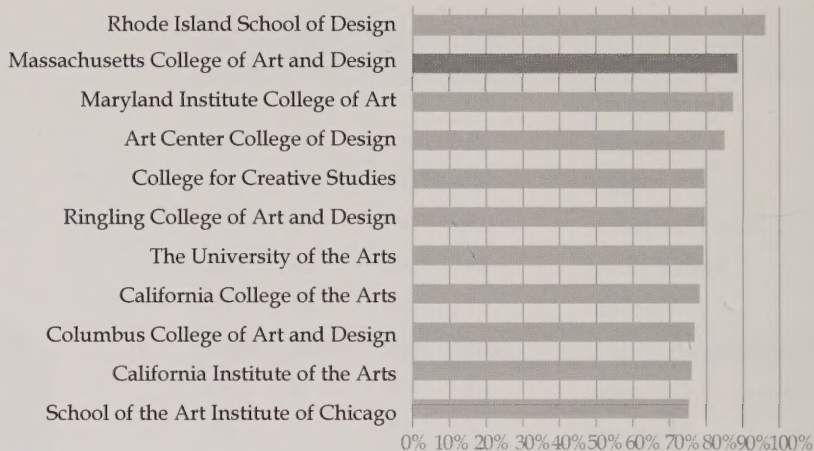 Rhode Island School of Design
Massachusetts College of Art and Design
Maryland Institute College of Art
Art Center College of Design
College for Creative Studies
Ringling College of Art and Design
The University of the Arts
California College of the Arts
Columbus College of Art and Design
California Institute of the Arts
School of the Art Institute of Chicago
0% 10% 20% 30% 40% 50% 60% 70% 80% 90% 100%